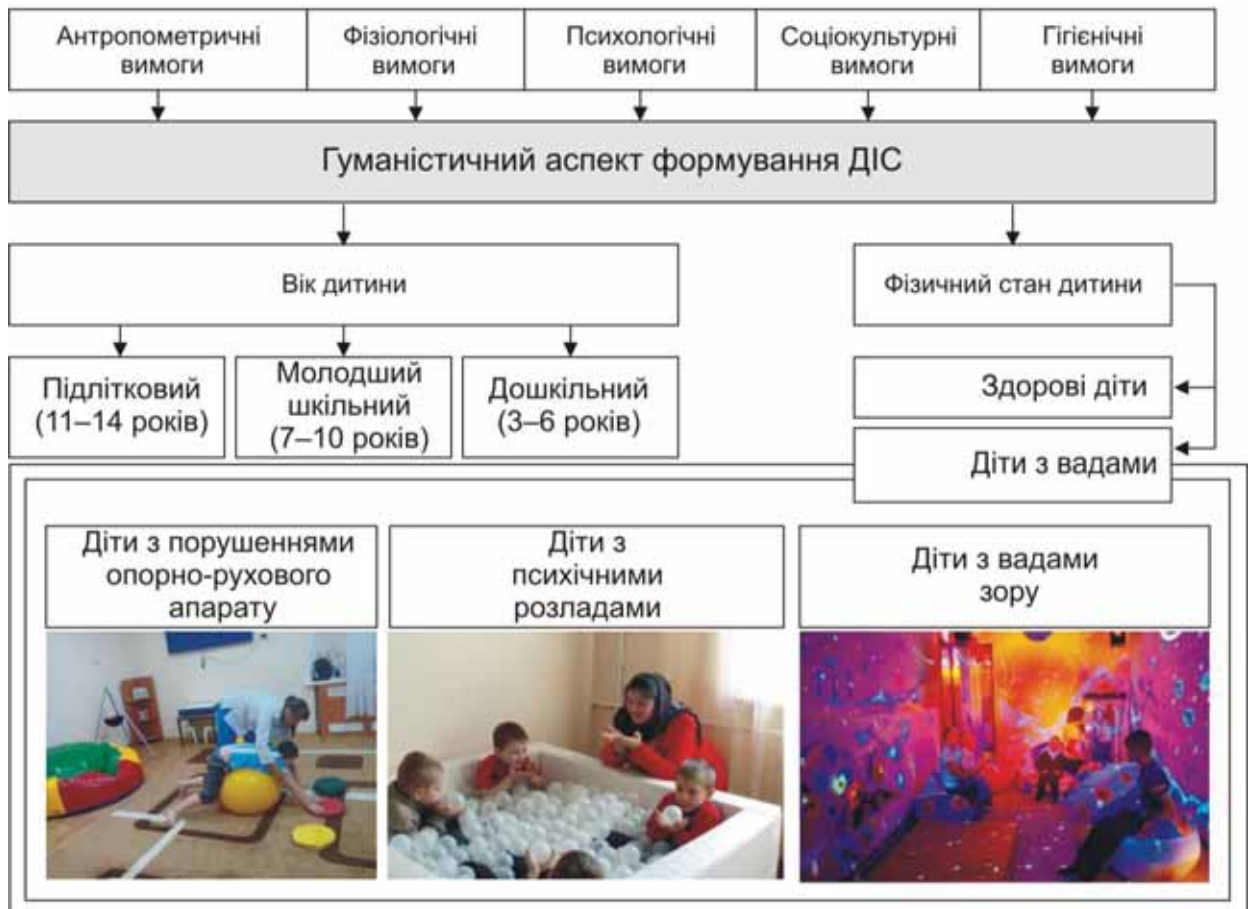 Антропометричні
вимоги
Фізіологічні
вимоги
Психологічні
вимоги
Соціокультурні
вимоги
Гігієнічні
вимоги
Гуманістичний аспект формування ДІС
Вік дитини
Фізичний стан дитини
Підлітковий
(11–14 років)
Молодший
шкільний
(7–10 років)
Дошкільний
(3–6 років)
Здорові діти
Діти з вадами
Діти з порушеннями
опорно-рухового
апарату
Діти з
психічними
розладами
Діти з вадами
зору